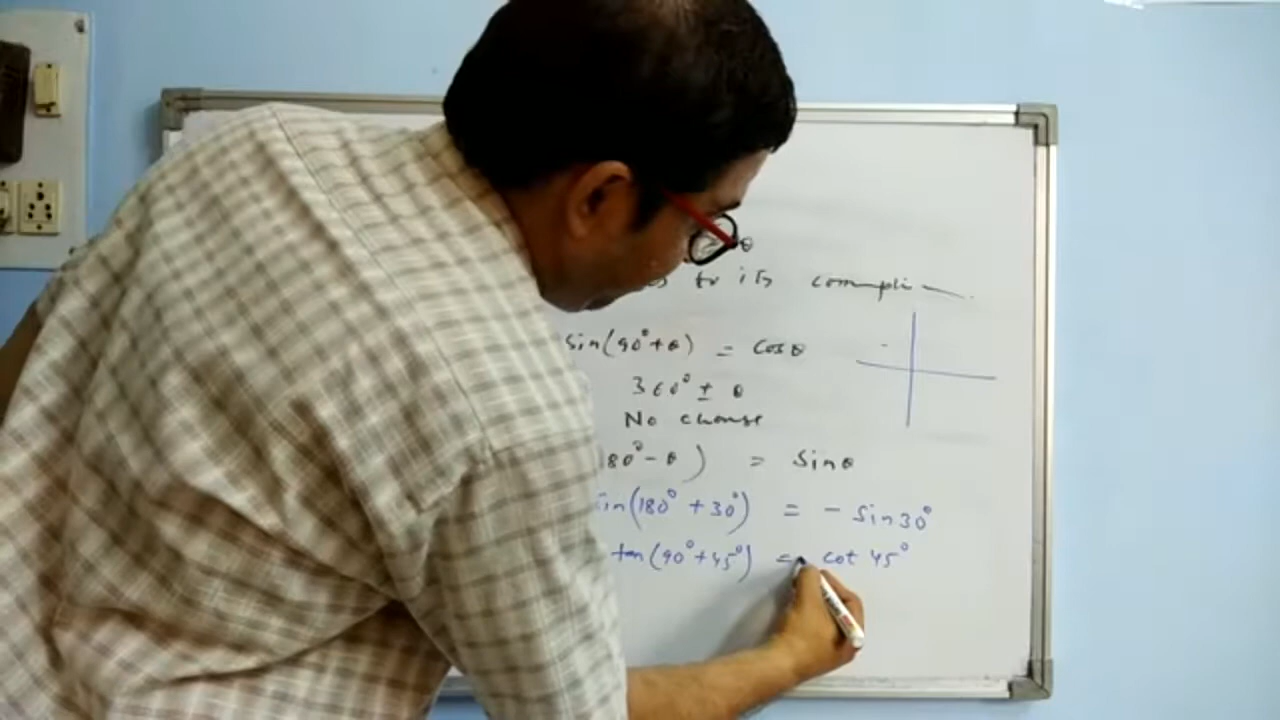 θ
to its compli
sin(90°+θ) = cosθ
360° ± θ
No change
180°-θ) = sinθ
sin(180°+30°) = - sin30°
tan(90°+45°) = cot 45°